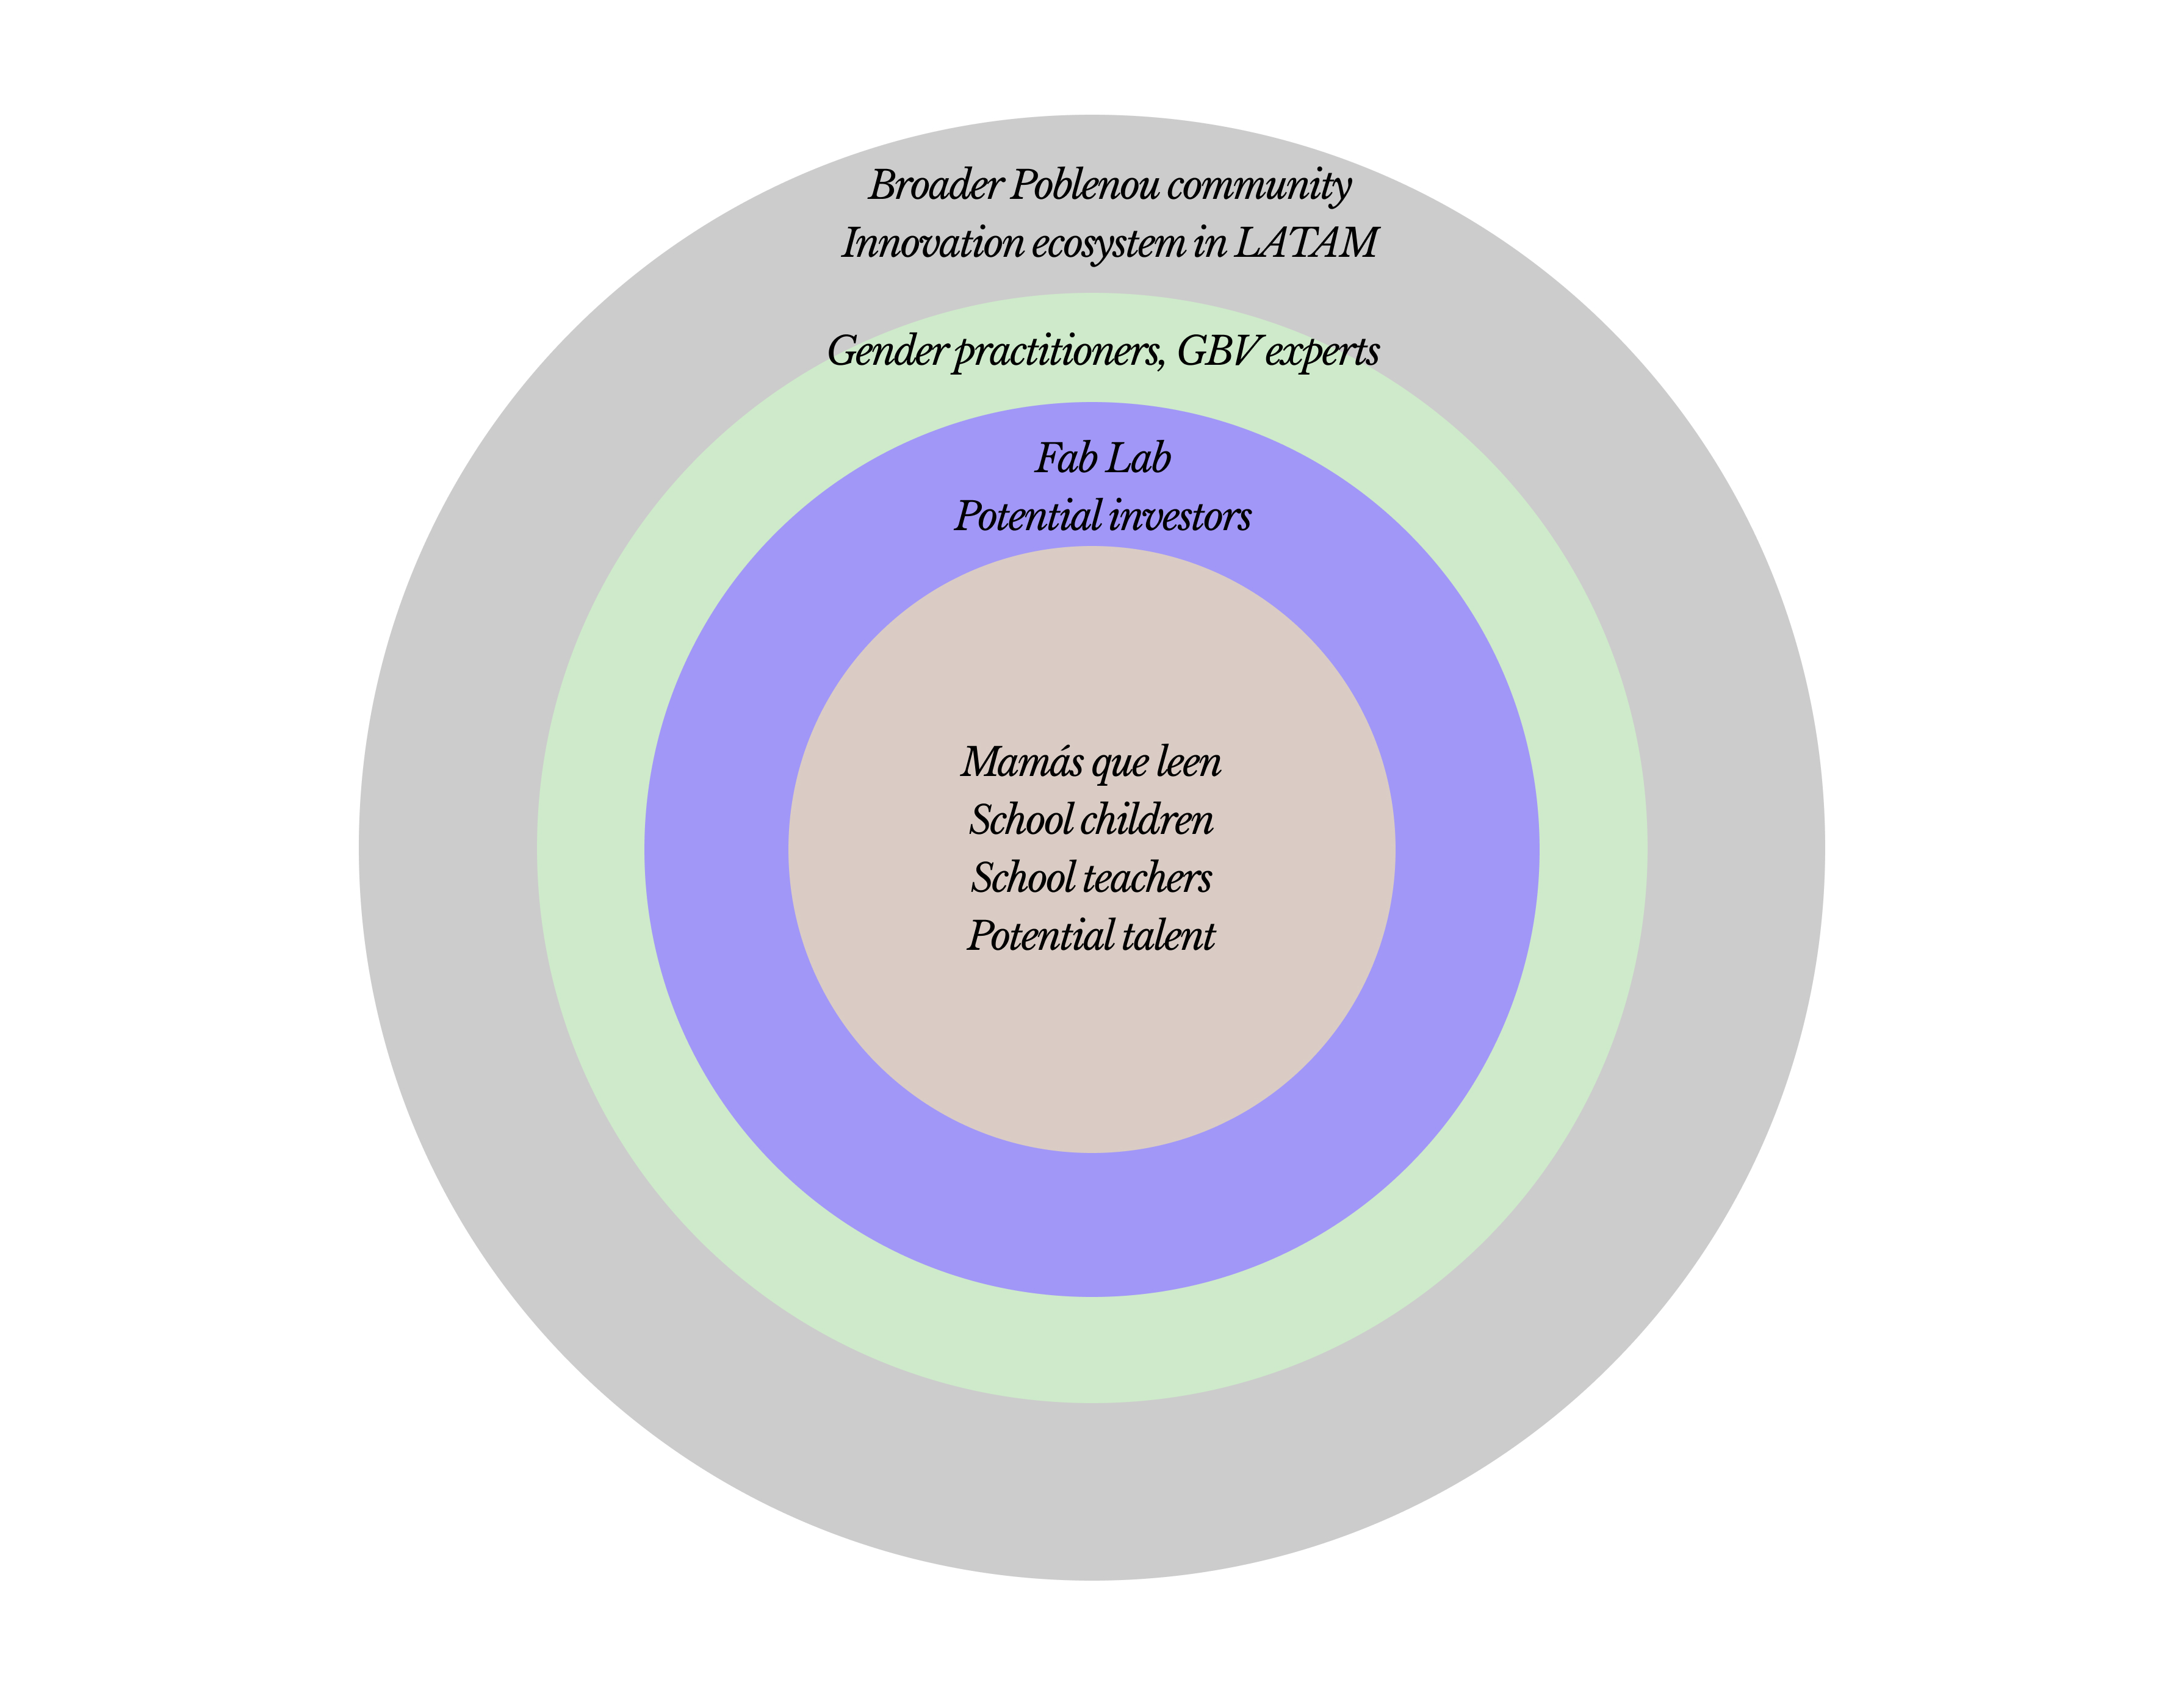 Broader Poblenou community
Innovation ecosystem in LATAM
Gender practitioners, GBV experts
Fab Lab
Potential investors
Mamás que leen
School children
School teachers
Potential talent